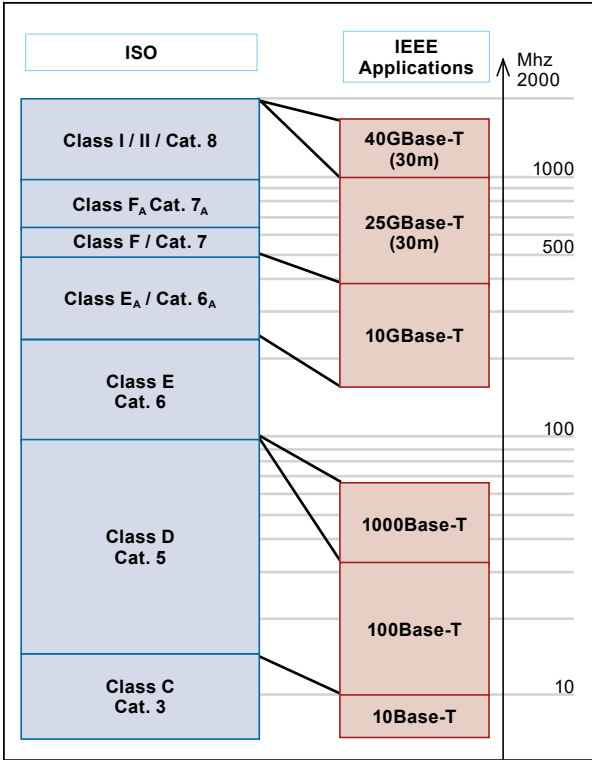 ISO
IEEE
Applications
Mhz
2000
Class I / II / Cat. 8
40GBase-T
(30m)
1000
Class FA Cat. 7A
25GBase-T
(30m)
Class F / Cat. 7
500
Class EA / Cat. 6A
10GBase-T
Class E
Cat. 6
100
1000Base-T
Class D
Cat. 5
100Base-T
Class C
Cat. 3
10
10Base-T